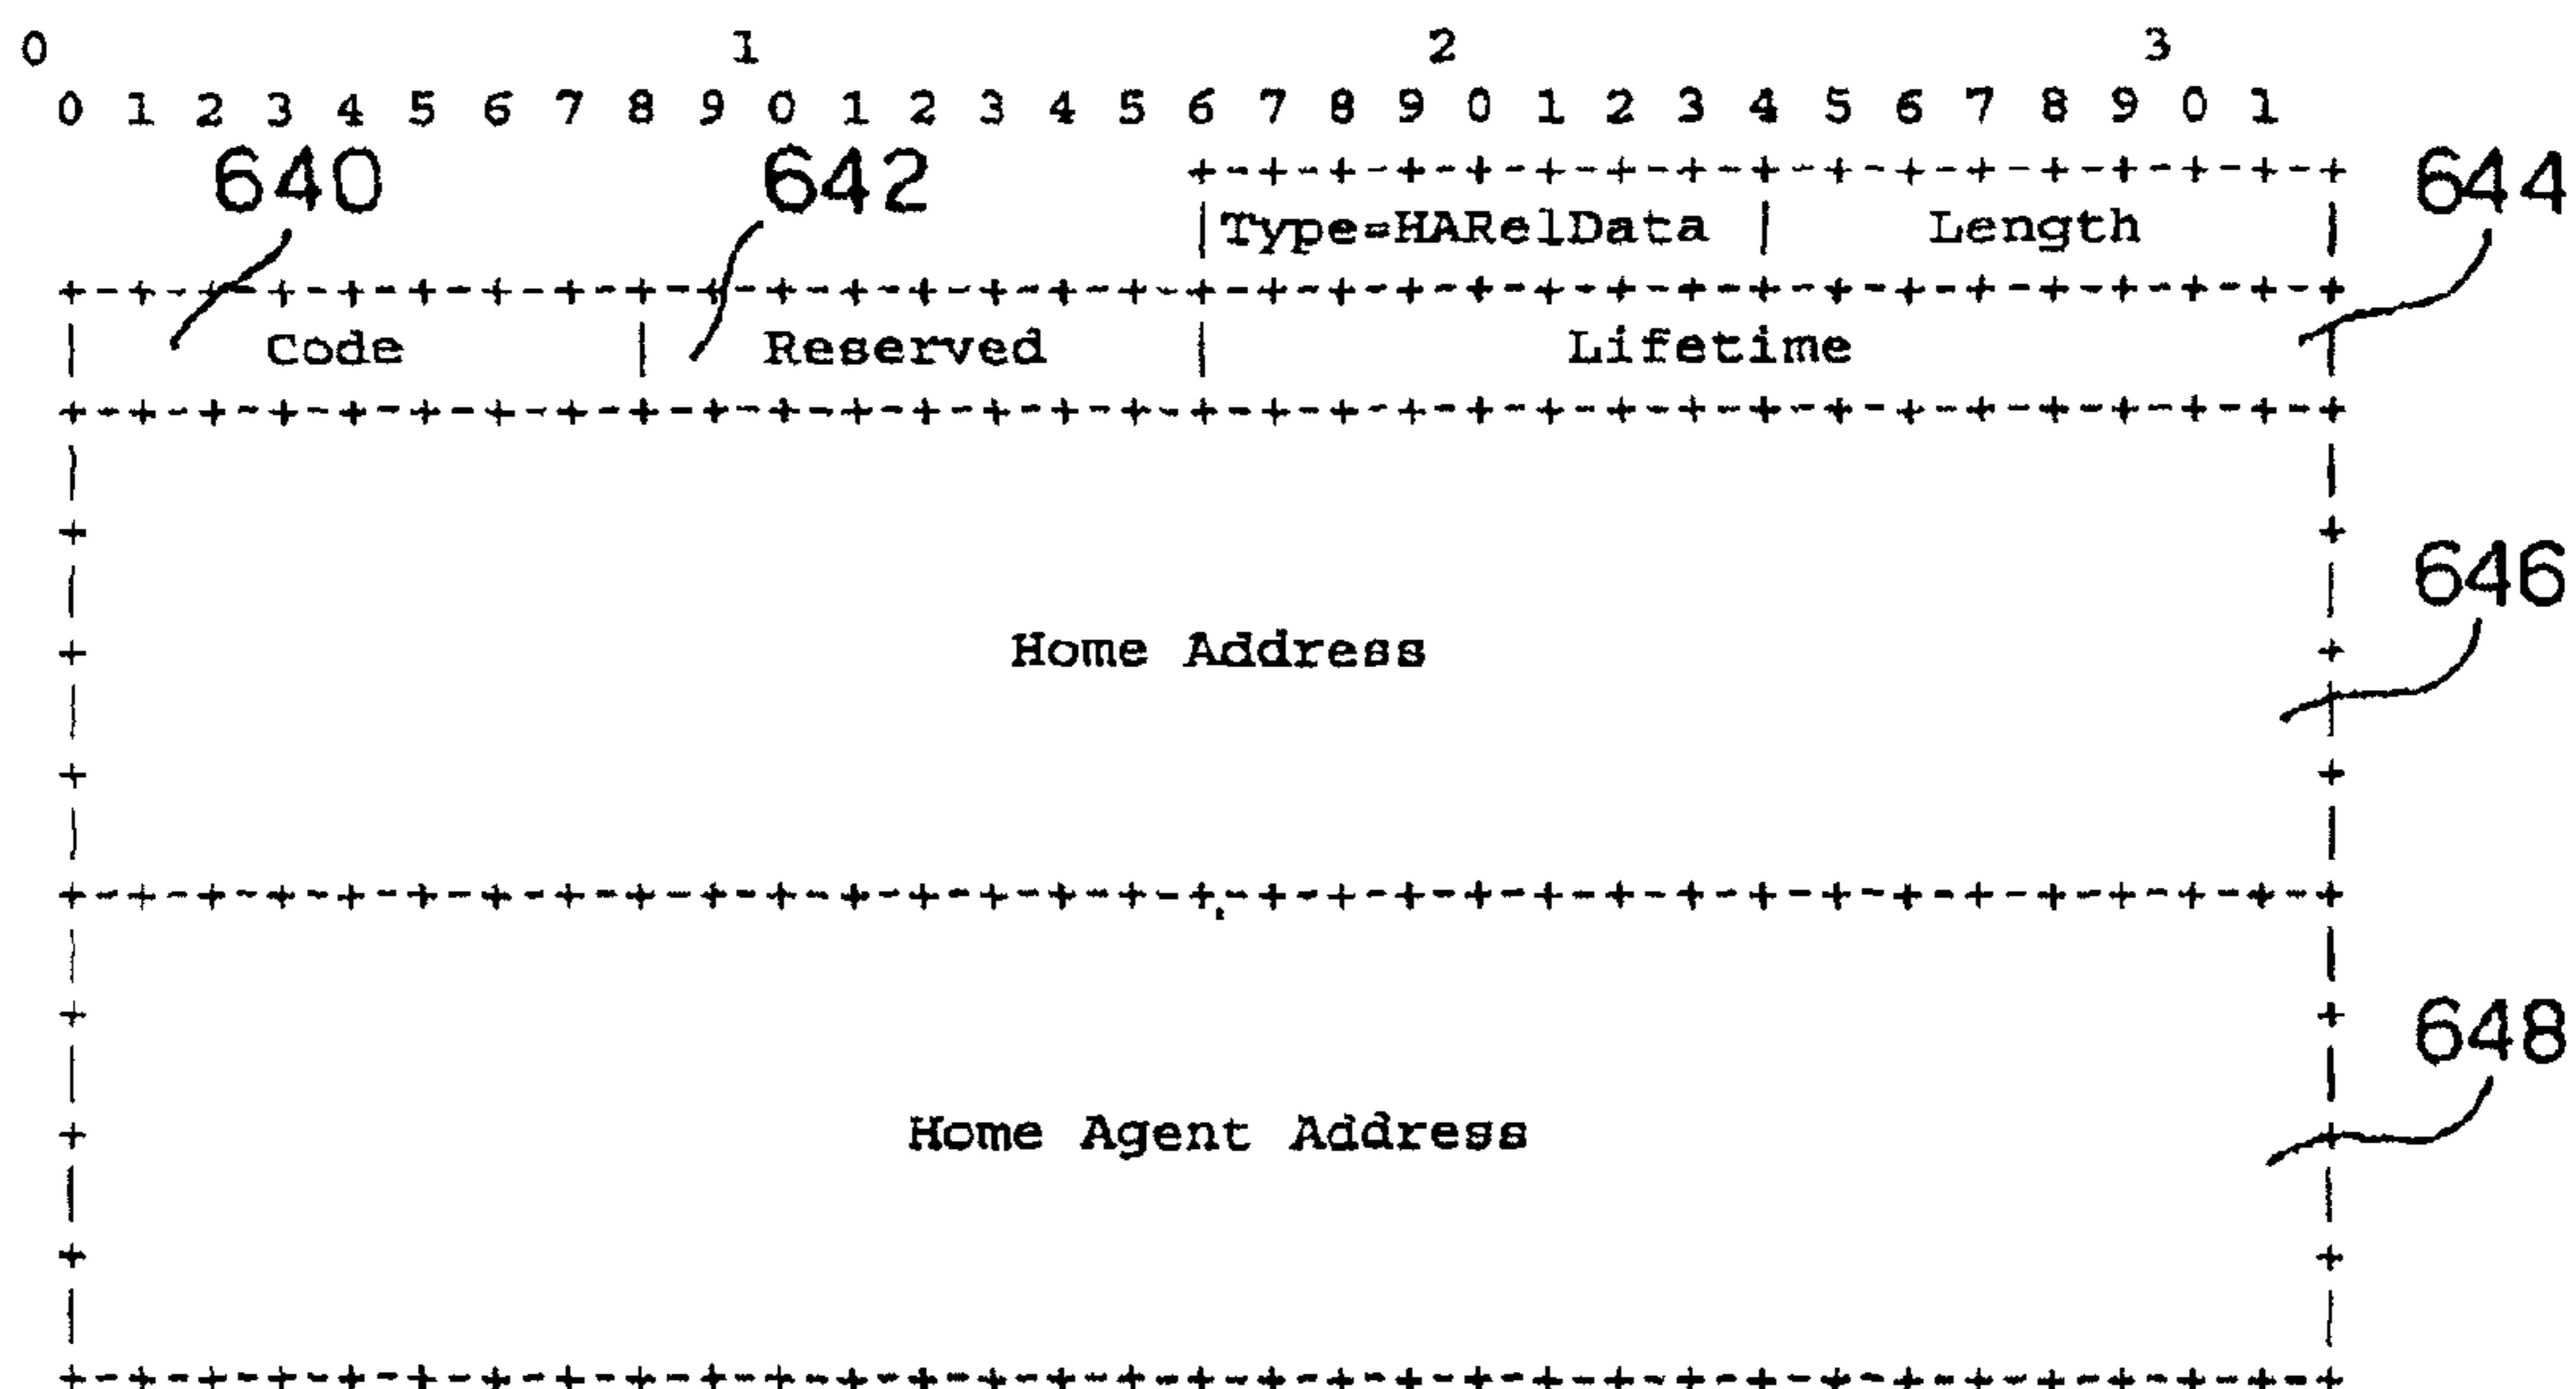 0 1 2 3
0 1 2 3 4 5 6 7 8 9 0 1 2 3 4 5 6 7 8 9 0 1 2 3 4 5 6 7 8 9 0 1
640 642 644
Type=HARelData Length
Code Reserved Lifetime
646
Home Address
648
Home Agent Address